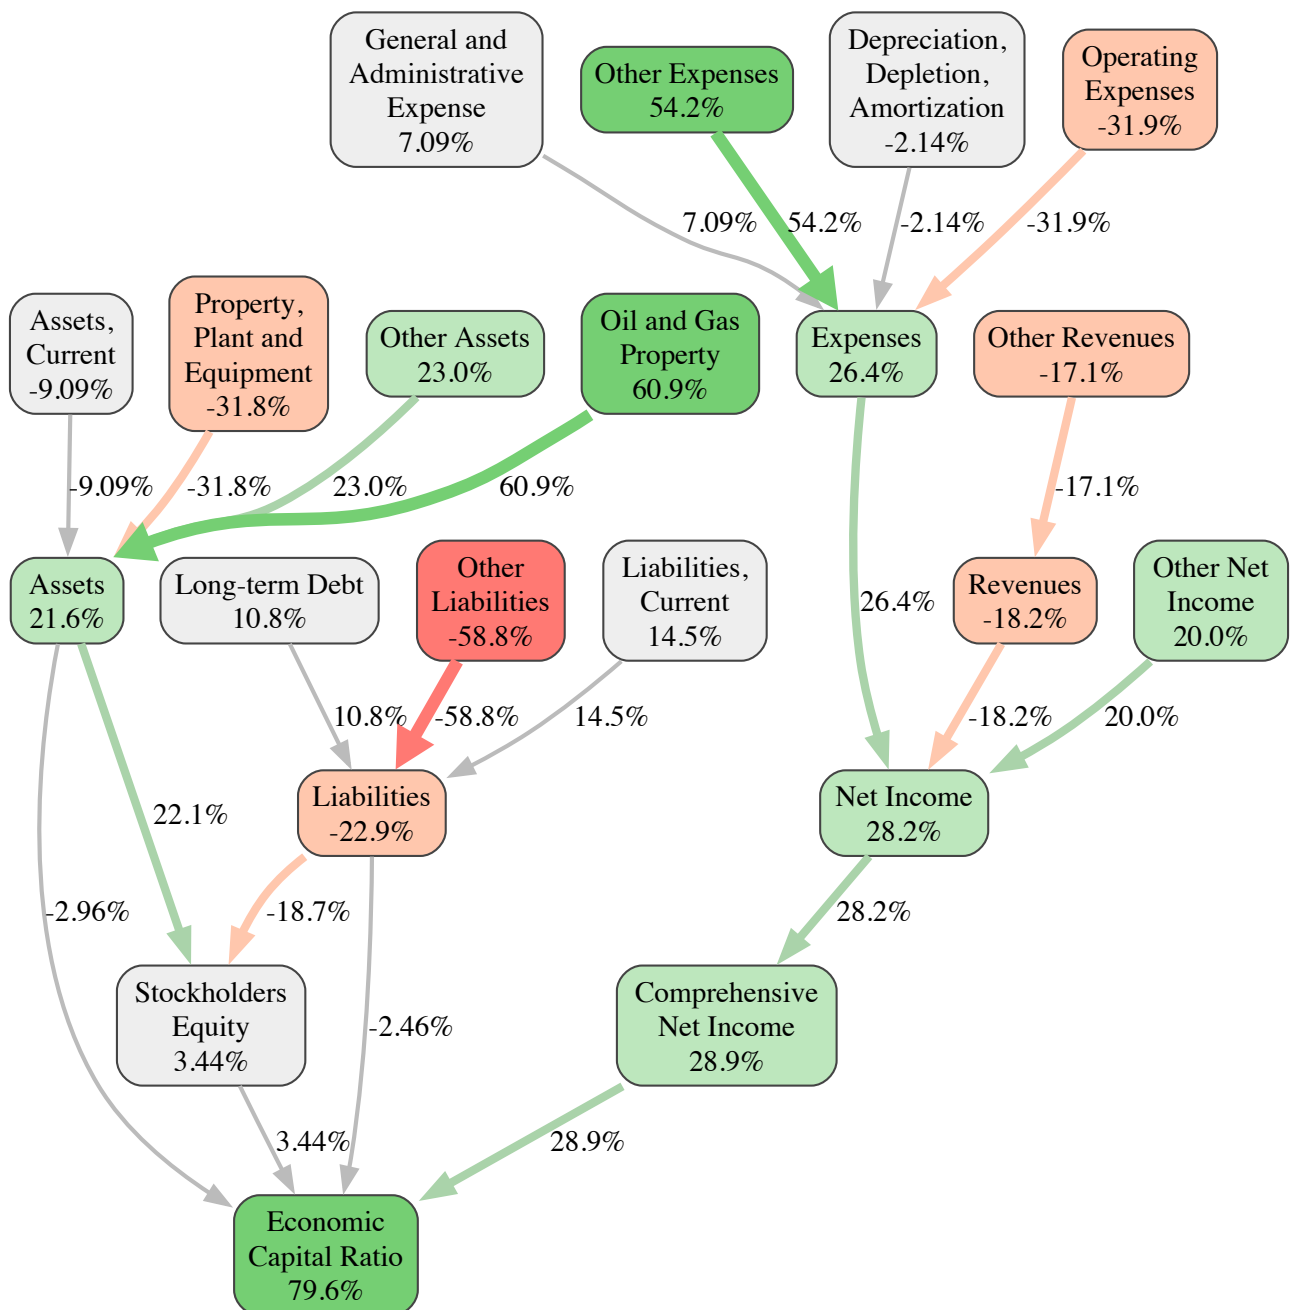 General and
Administrative
Expense
7.09%
Other Expenses
54.2%
Depreciation,
Depletion,
Amortization
-2.14%
Operating
Expenses
-31.9%
7.09%
54.2%
-2.14%
-31.9%
Assets,
Current
-9.09%
Property,
Plant and
Equipment
-31.8%
Other Assets
23.0%
Oil and Gas
Property
60.9%
Expenses
26.4%
Other Revenues
-17.1%
-9.09%
-31.8%
23.0%
60.9%
-17.1%
Assets
21.6%
Long-term Debt
10.8%
Other
Liabilities
-58.8%
Liabilities,
Current
14.5%
26.4%
Revenues
-18.2%
Other Net
Income
20.0%
10.8%
-58.8%
14.5%
-18.2%
20.0%
22.1%
Liabilities
-22.9%
Net Income
28.2%
-2.96%
-18.7%
28.2%
Stockholders
Equity
3.44%
-2.46%
Comprehensive
Net Income
28.9%
3.44%
28.9%
Economic
Capital Ratio
79.6%